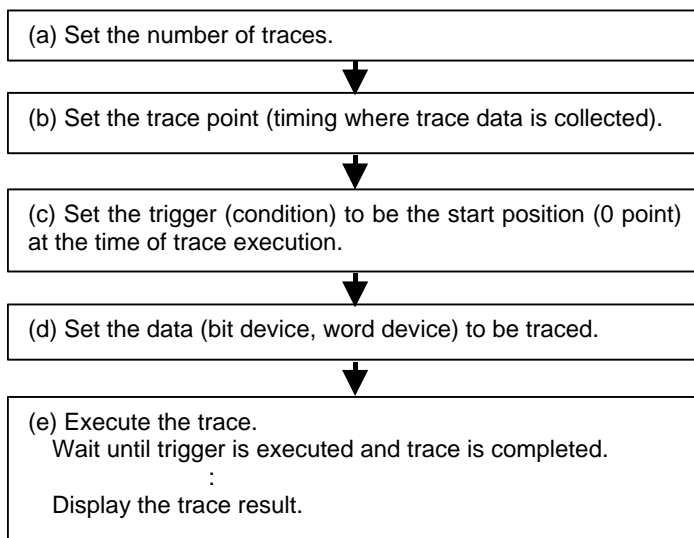 (a) Set the number of traces.
(b) Set the trace point (timing where trace data is collected).
(c) Set the trigger (condition) to be the start position (0 point)
at the time of trace execution.
(d) Set the data (bit device, word device) to be traced.
(e) Execute the trace.
Wait until trigger is executed and trace is completed.
:
Display the trace result.